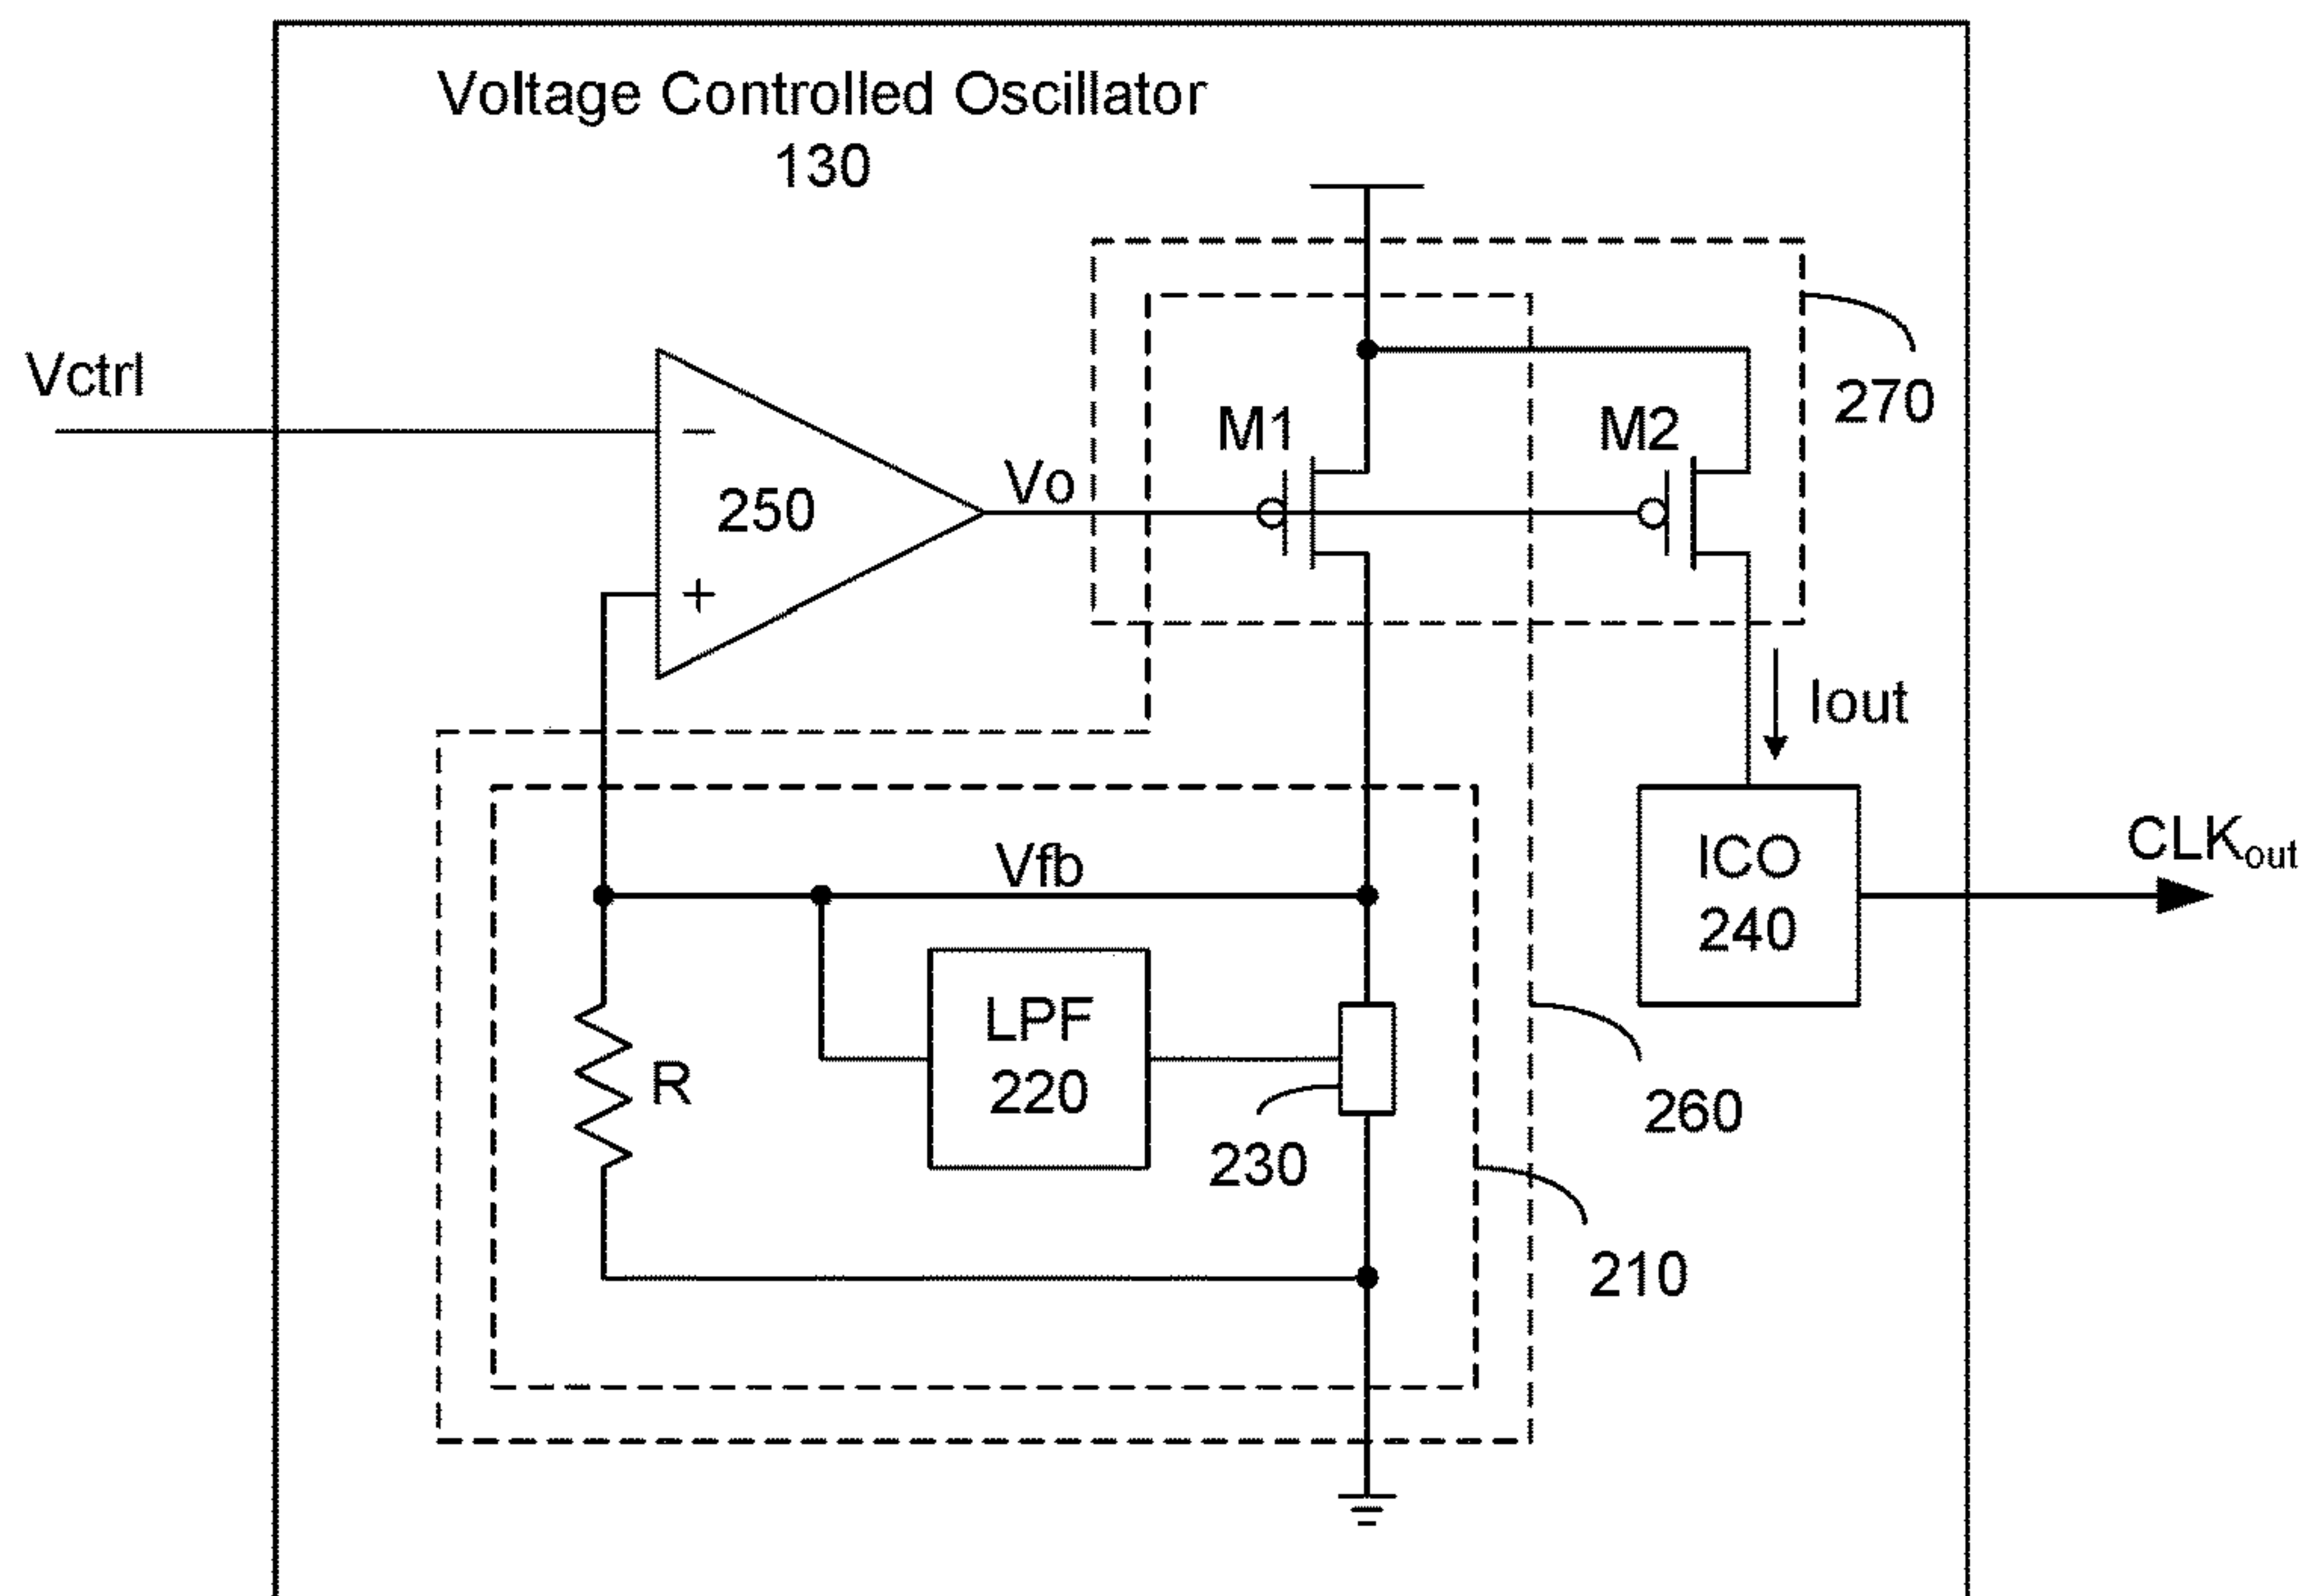 Voltage Controlled Oscillator
130
Vctrl
270
M1
M2
−
250
Vo
+
Iout
Vfb
ICO
240
CLKout
LPF
220
R
230
260
210